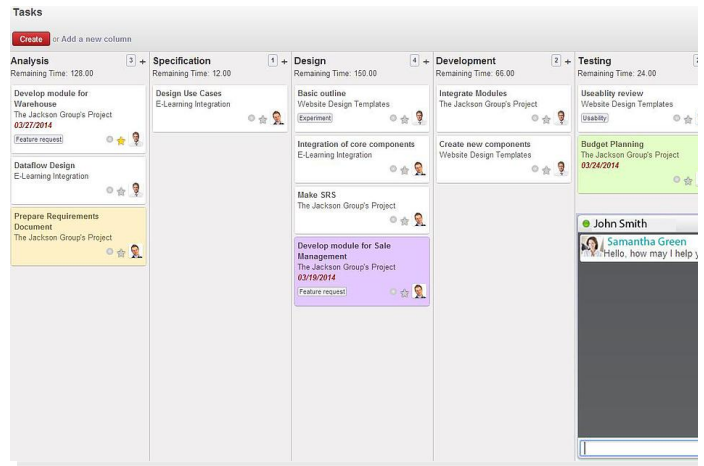 Tasks
Create or Add a new column
Analysis 3 +
Remaining Time: 128.00
Develop module for
Warehouse
The Jackson Group's Project
03/27/2014
Feature request
Dataflow Design
E-Learning Integration
Prepare Requirements
Document
The Jackson Group's Project
Specification 1 +
Remaining Time: 12.00
Design Use Cases
E-Learning Integration
Design 4 +
Remaining Time: 150.00
Basic outline
Website Design Templates
Experiment
Integration of core components
E-Learning Integration
Make SRS
The Jackson Group's Project
Develop module for Sale
Management
The Jackson Group's Project
03/19/2014
Feature request
Development 2 +
Remaining Time: 66.00
Integrate Modules
The Jackson Group's Project
Create new components
Website Design Templates
Testing
Remaining Time: 24.00
Useablity review
Website Design Templates
Usability
Budget Planning
The Jackson Group's Project
03/24/2014
John Smith
Samantha Green
Hello, how may I help